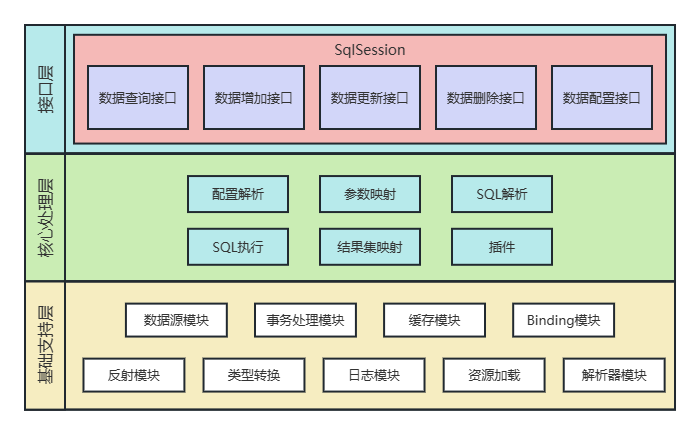 接口层
SqlSession
数据查询接口
数据增加接口
数据更新接口
数据删除接口
数据配置接口
核心处理层
配置解析
参数映射
SQL解析
SQL执行
结果集映射
插件
基础支持层
数据源模块
事务处理模块
缓存模块
Binding模块
反射模块
类型转换
日志模块
资源加载
解析器模块